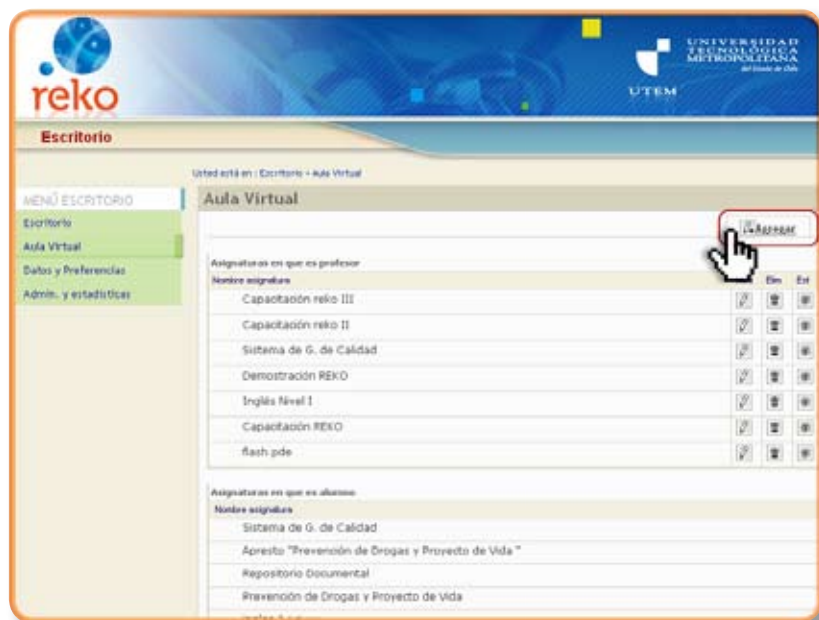 reko
UNIVERSIDAD
TECNOLÓGICA
METROPOLITANA
del Estado de Chile
UTEM
Escritorio
Usted está en : Escritorio » Aula Virtual
MENÚ ESCRITORIO
Escritorio
Aula Virtual
Datos y Preferencias
Admin. y estadísticas
Aula Virtual
Agregar
Asignaturas en que es profesor
Nombre asignatura Elim Est
Capacitación reko III
Capacitación reko II
Sistema de G. de Calidad
Demostración REKO
Inglés Nivel I
Capacitación REKO
flash pde
Asignaturas en que es alumno
Nombre asignatura
Sistema de G. de Calidad
Apresto "Prevención de Drogas y Proyecto de Vida "
Repositorio Documental
Prevención de Drogas y Proyecto de Vida